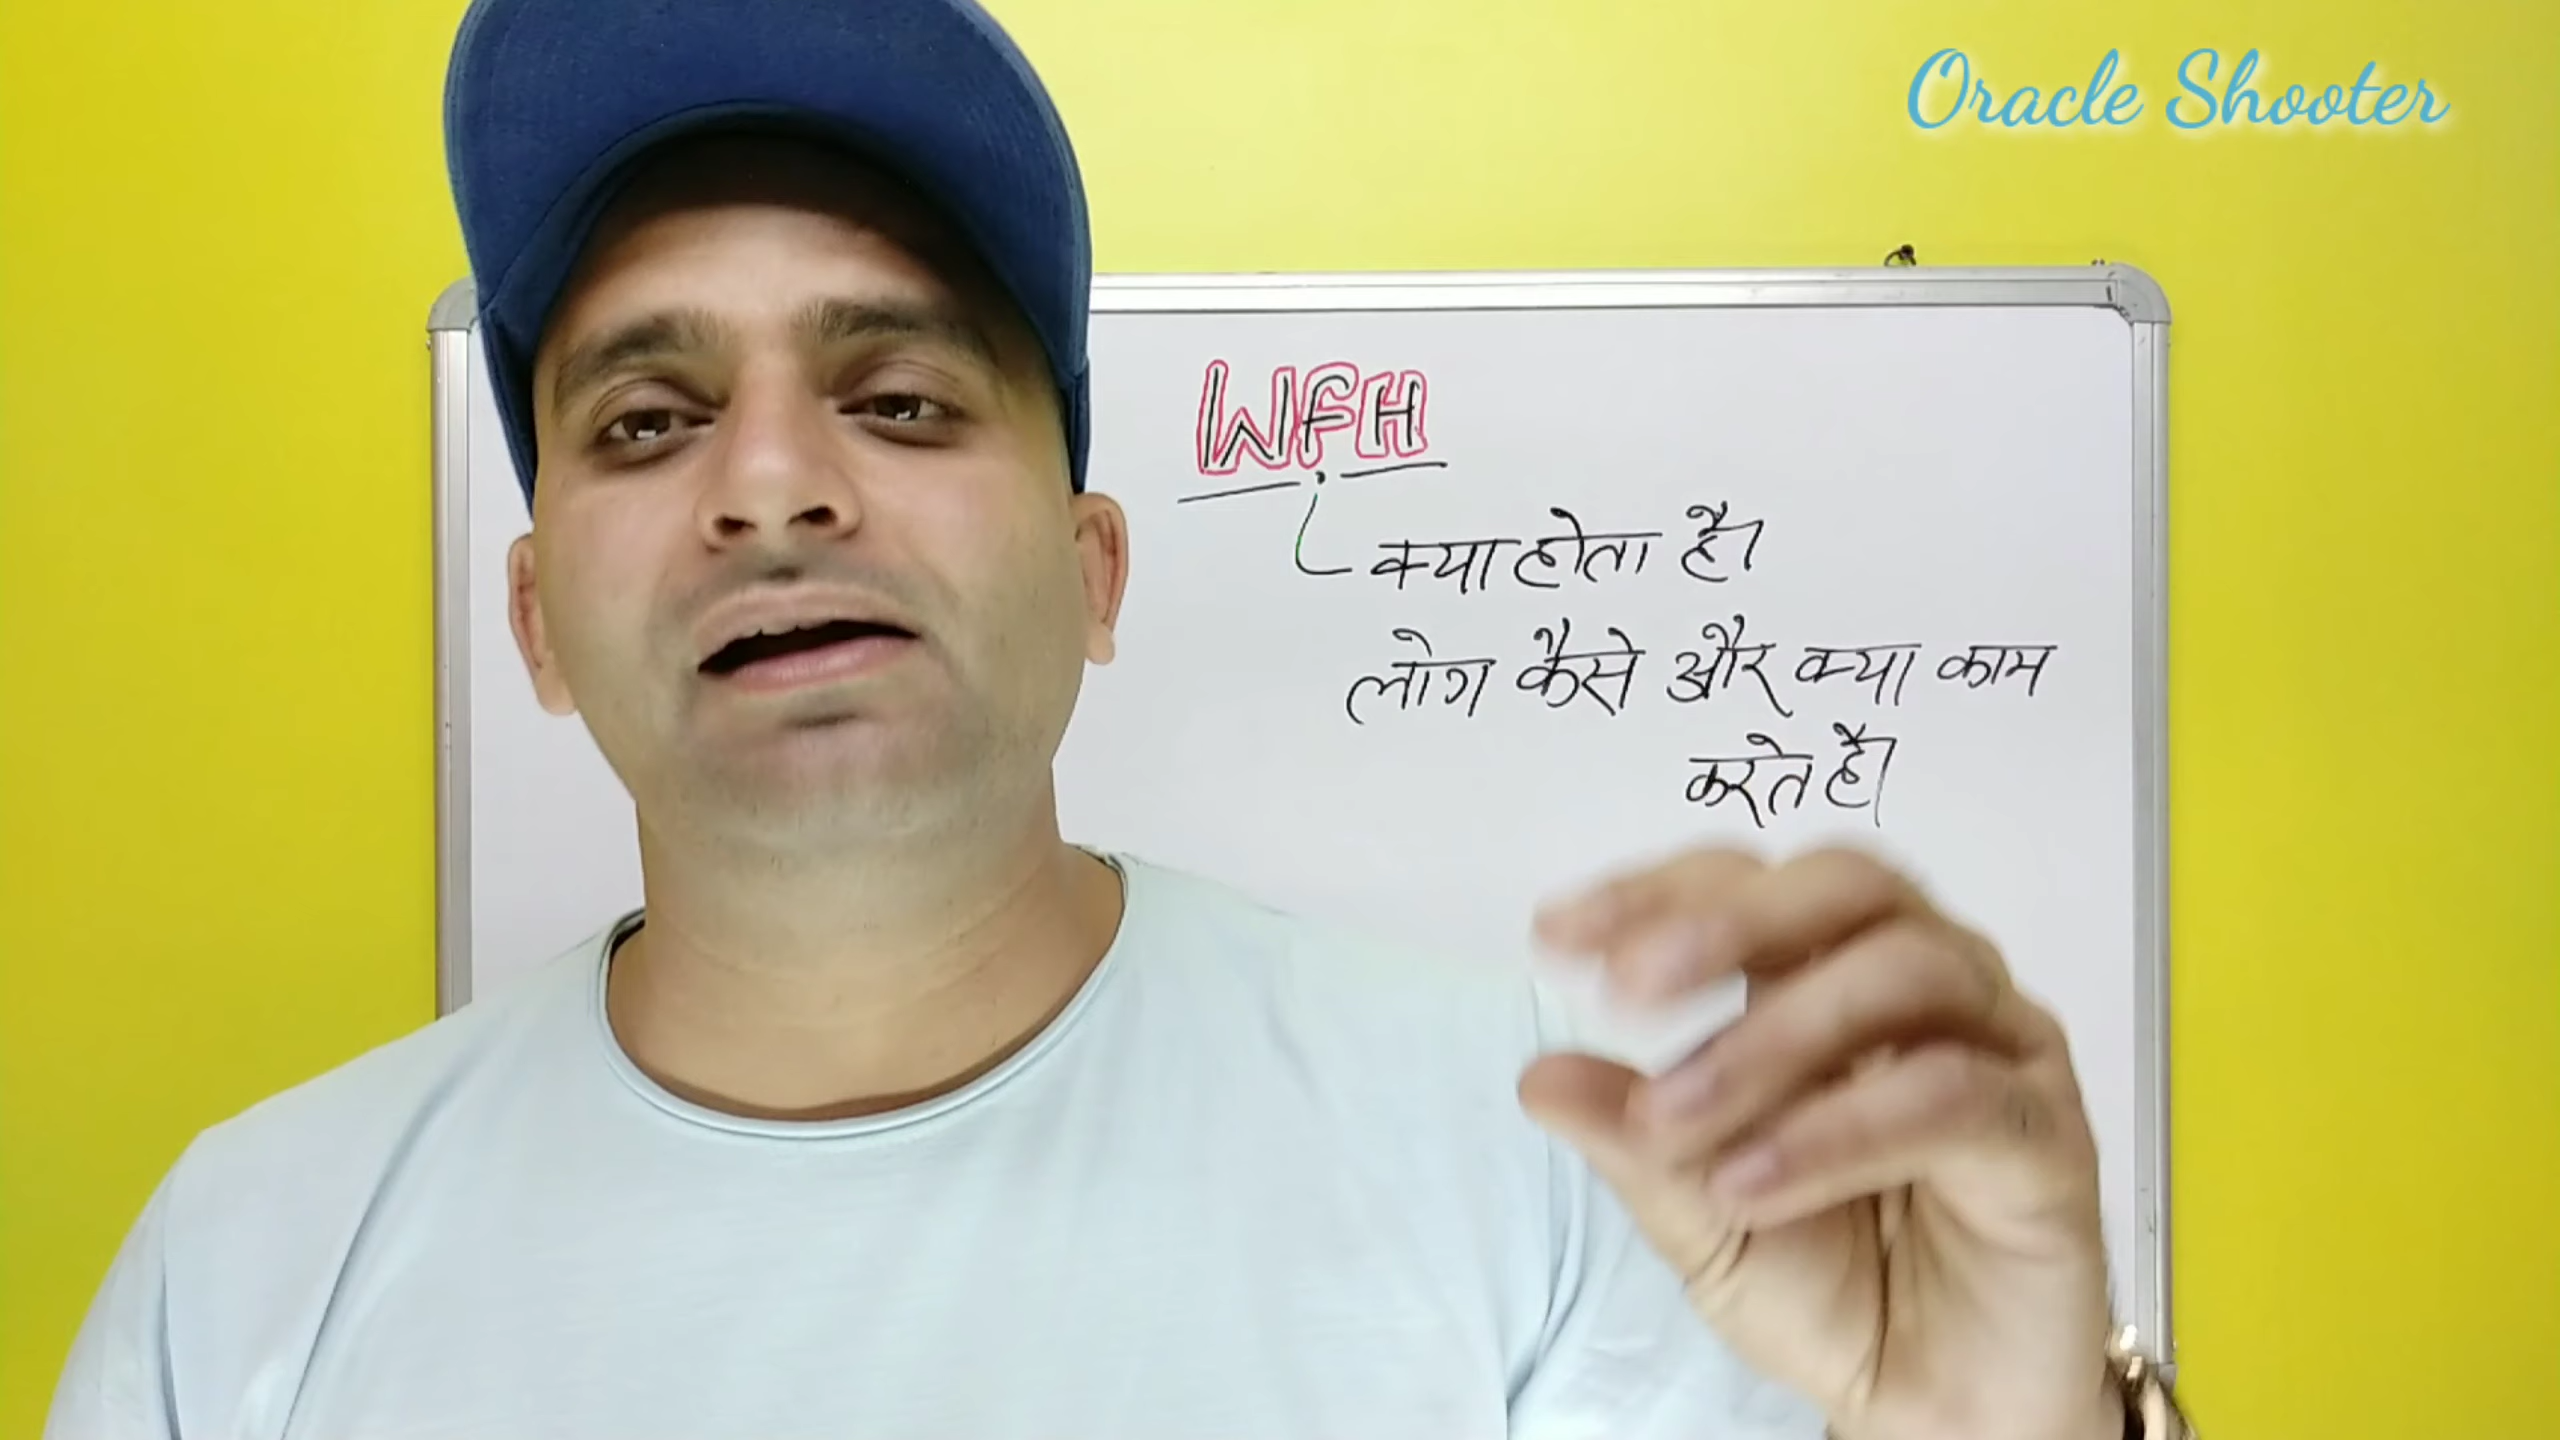 Oracle Shooter
WFH
क्या होता है।
लोग कैसे और क्या काम
करते है।